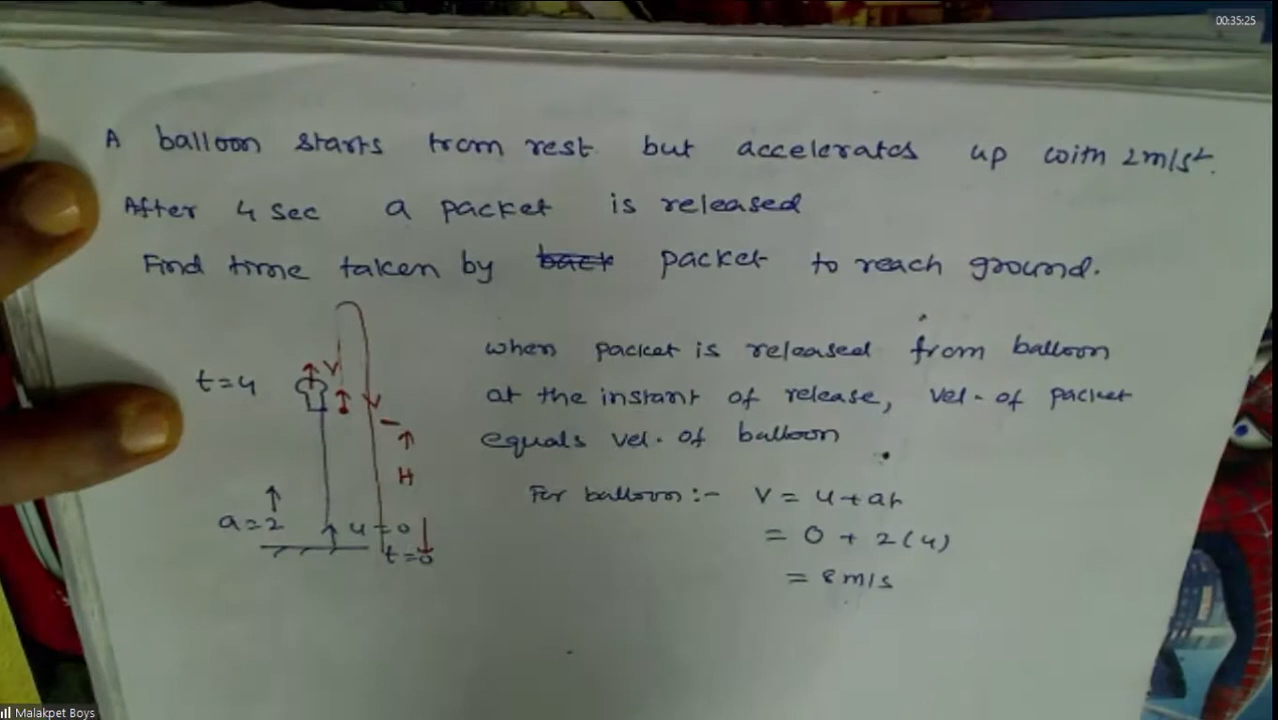 00:35:25
A balloon starts from rest but accelerates up with 2m/s².
After 4 sec a packet is released
Find time taken by back packet to reach ground.
when packet is released from balloon
at the instant of release, vel. of packet
equals vel. of balloon
For balloon :- V = u + at
= 0 + 2(4)
= 8 m/s
t=4
V
H
a=2
u=0
t=0
Malakpet Boys